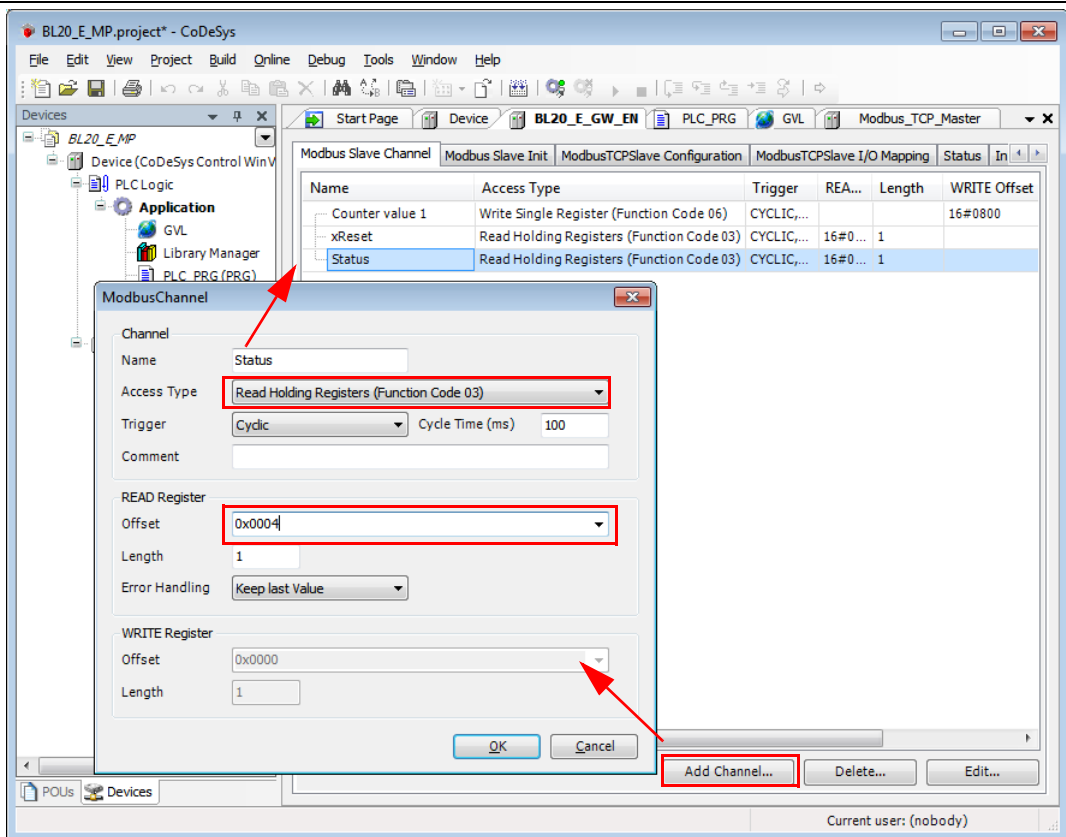 BL20_E_MP.project* - CoDeSys
File Edit View Project Build Online Debug Tools Window Help
Devices
BL20_E_MP
Device (CoDeSys Control Win V
PLC Logic
Application
GVL
Library Manager
PLC_PRG (PRG)
Start Page Device BL20_E_GW_EN PLC_PRG GVL Modbus_TCP_Master
Modbus Slave Channel Modbus Slave Init ModbusTCPSlave Configuration ModbusTCPSlave I/O Mapping Status In
Name Access Type Trigger REA... Length WRITE Offset
Counter value 1 Write Single Register (Function Code 06) CYCLIC,... 16#0800
xReset Read Holding Registers (Function Code 03) CYCLIC,... 16#0... 1
Status Read Holding Registers (Function Code 03) CYCLIC,... 16#0... 1
ModbusChannel
Channel
Name Status
Access Type Read Holding Registers (Function Code 03)
Trigger Cyclic Cycle Time (ms) 100
Comment
READ Register
Offset 0x0004
Length 1
Error Handling Keep last Value
WRITE Register
Offset 0x0000
Length 1
OK Cancel
Add Channel... Delete... Edit...
POUs Devices
Current user: (nobody)